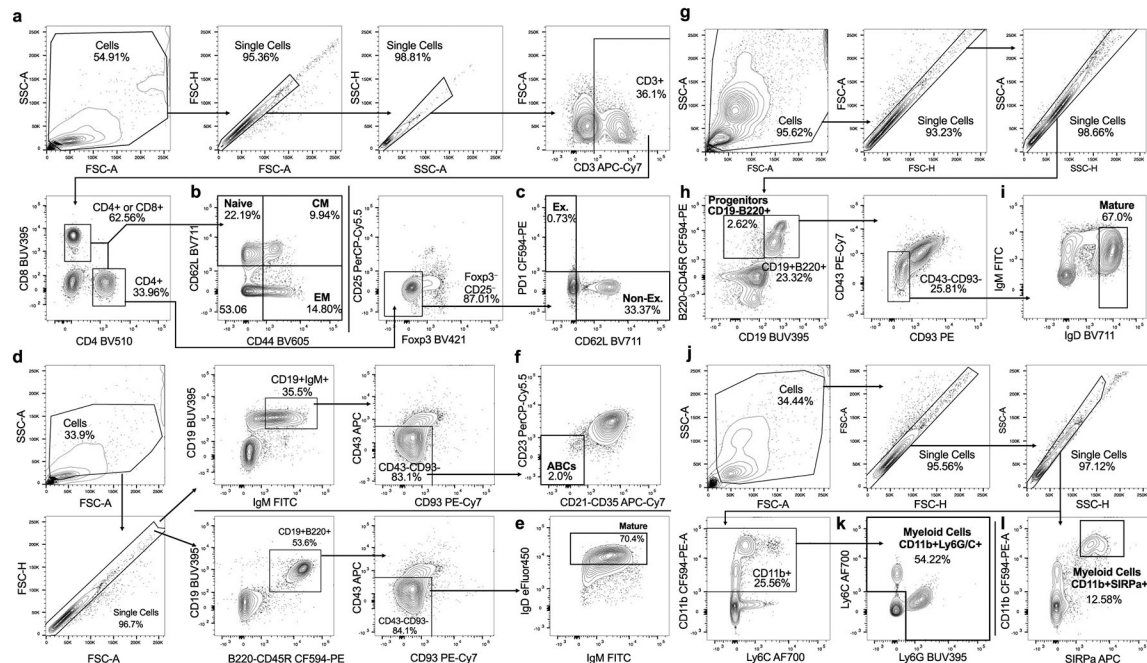 a
Cells
54.91%
SSC-A
FSC-A
Single Cells
95.36%
FSC-H
FSC-A
Single Cells
98.81%
SSC-H
SSC-A
CD3+
36.1%
FSC-A
CD3 APC-Cy7
CD4+ or CD8+
62.56%
CD8 BUV395
CD4+
33.96%
CD4 BV510
b
Naive
22.19%
CM
9.94%
53.06
EM
14.80%
CD62L BV711
CD44 BV605
CD25 PerCP-Cy5.5
Foxp3-
CD25-
87.01%
Foxp3 BV421
c
Ex.
0.73%
PD1 CF594-PE
Non-Ex.
33.37%
CD62L BV711
d
SSC-A
Cells
33.9%
FSC-A
FSC-H
Single Cells
96.7%
FSC-A
CD19+IgM+
35.5%
CD19 BUV395
IgM FITC
CD43 APC
CD43-CD93-
83.1%
CD93 PE-Cy7
f
CD23 PerCP-Cy5.5
ABCs
2.0%
CD21-CD35 APC-Cy7
CD19+B220+
53.6%
CD19 BUV395
B220-CD45R CF594-PE
CD43 APC
CD43-CD93-
84.1%
CD93 PE-Cy7
e
Mature
70.4%
IgD eFluor450
IgM FITC
g
SSC-A
Cells
95.62%
FSC-A
FSC-A
Single Cells
93.23%
FSC-H
SSC-A
Single Cells
98.66%
SSC-H
h
Progenitors
CD19-B220+
2.62%
CD19+B220+
23.32%
B220-CD45R CF594-PE
CD19 BUV395
CD43 PE-Cy7
CD43-CD93-
25.81%
CD93 PE
i
Mature
67.0%
IgM FITC
IgD BV711
j
Cells
34.44%
SSC-A
FSC-A
FSC-A
Single Cells
95.56%
FSC-H
SSC-A
Single Cells
97.12%
SSC-H
CD11b CF594-PE-A
CD11b+
25.56%
Ly6C AF700
k
Myeloid Cells
CD11b+Ly6G/C+
54.22%
Ly6C AF700
Ly6G BUV395
l
Myeloid Cells
CD11b+SIRPa+
12.58%
CD11b CF594-PE-A
SIRPa APC